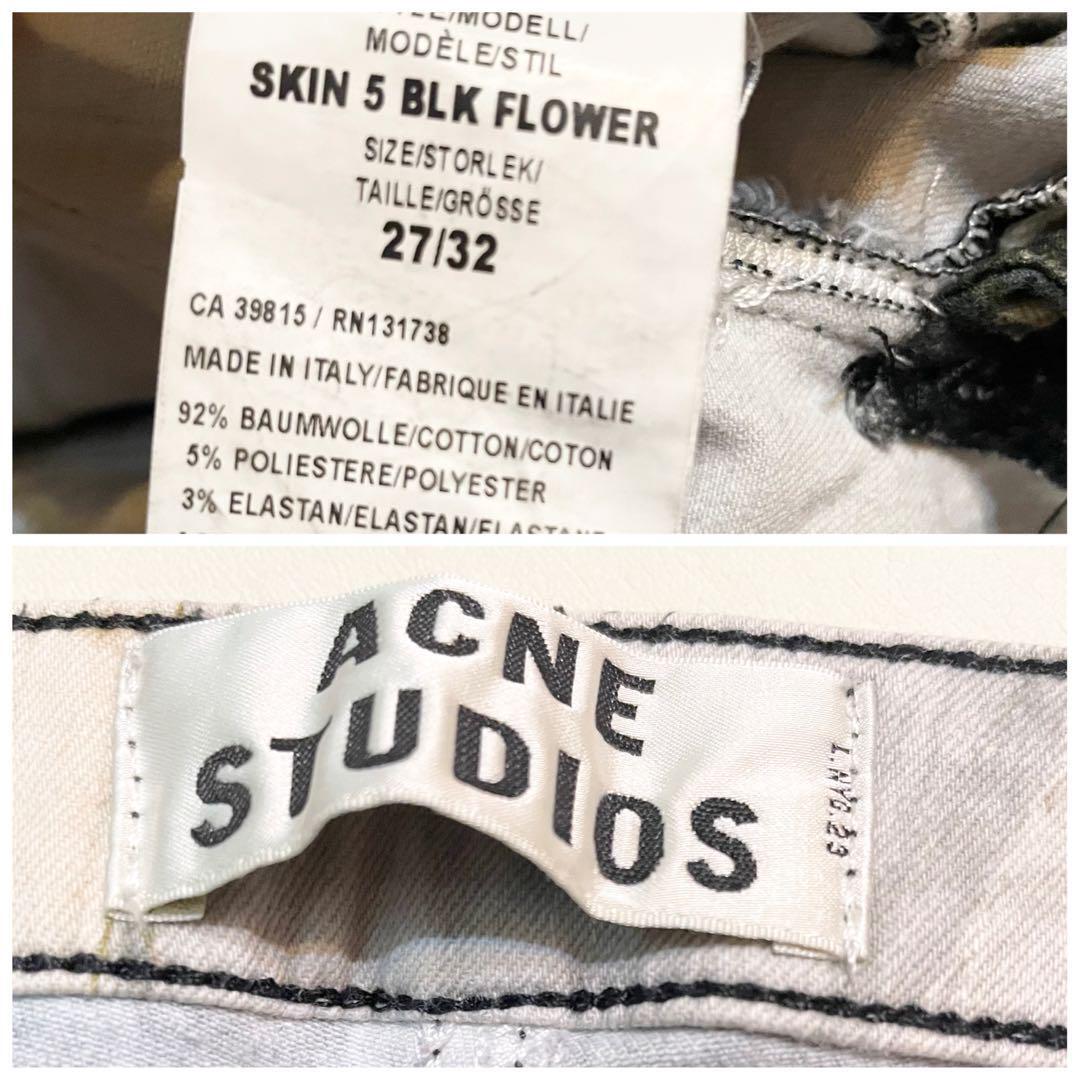 MODELL/
MODÈLE/STIL
SKIN 5 BLK FLOWER
SIZE/STORLEK/
TAILLE/GRÖSSE
27/32
CA 39815 / RN131738
MADE IN ITALY/FABRIQUE EN ITALIE
92% BAUMWOLLE/COTTON/COTON
5% POLIESTERE/POLYESTER
3% ELASTAN/ELASTAN/
ACNE
STUDIOS